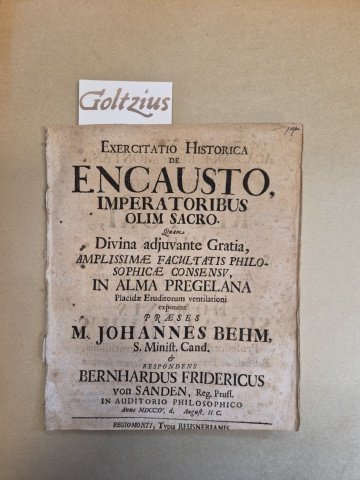 Goltzius
EXERCITATIO HISTORICA
DE
ENCAUSTO,
IMPERATORIBUS
OLIM SACRO.
Quam
Divina adjuvante Gratia,
AMPLISSIMÆ FACULTATIS PHILO-
SOPHICÆ CONSENSU,
IN ALMA PREGELANA
Placidæ Eruditorum ventilationi
exponent
PRÆSES
M. JOHANNES BEHM,
S. Minist. Cand.
&
RESPONDENS
BERNHARDUS FRIDERICUS
von SANDEN, Reg. Pruss.
IN AUDITORIO PHILOSOPHICO
Anno MDCCXV. d. August. H. C.
REGIOMONTI, Typis REUSNERIANIS.